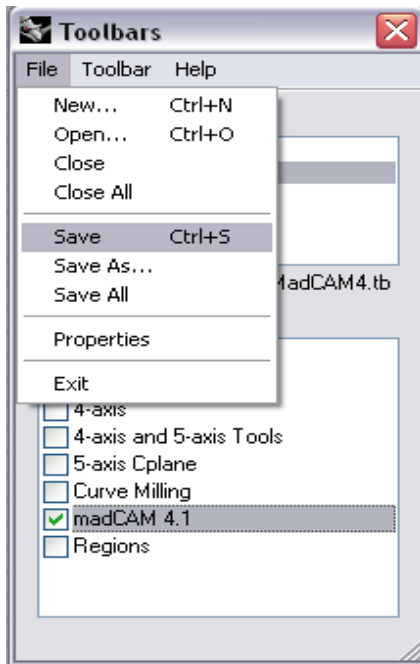 Toolbars
File Toolbar Help
New... Ctrl+N
Open... Ctrl+O
Close
Close All
Save Ctrl+S
Save As...
Save All
MadCAM4.tb
Properties
Exit
4-axis
4-axis and 5-axis Tools
5-axis Cplane
Curve Milling
madCAM 4.1
Regions